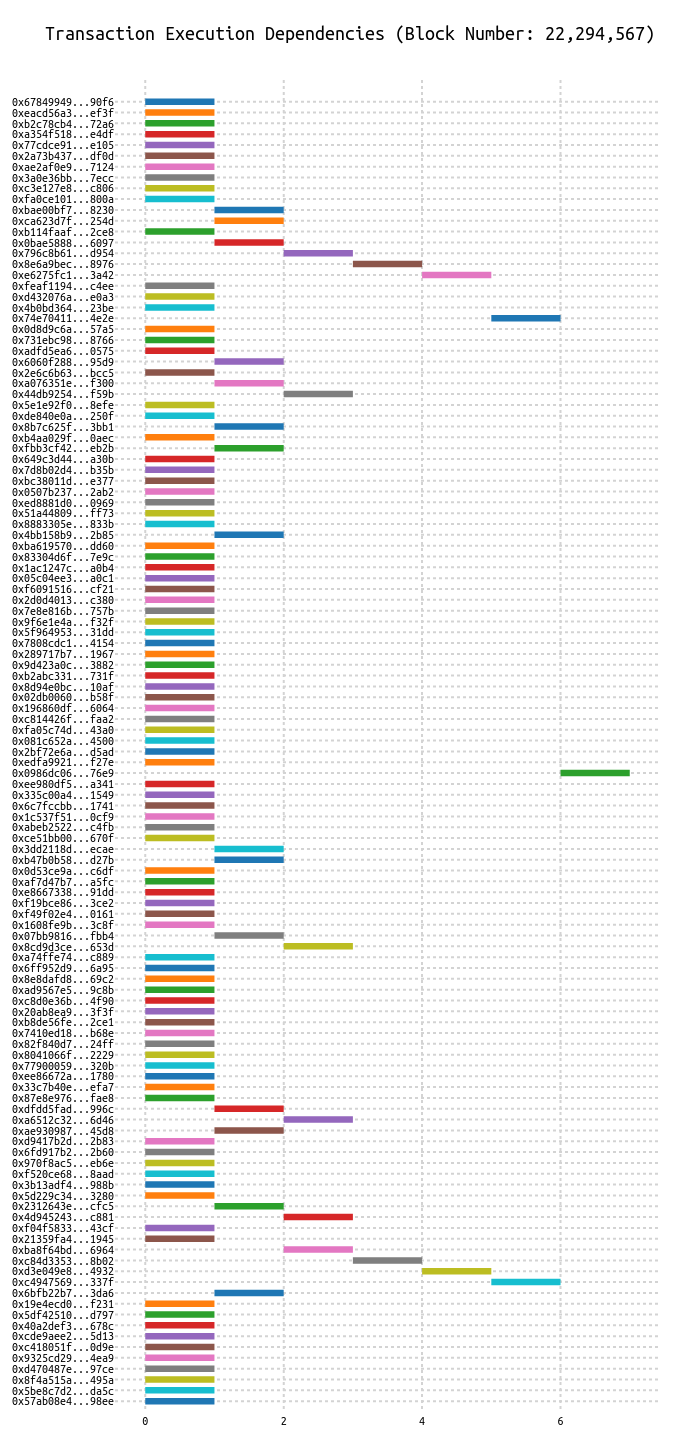 Transaction Execution Dependencies (Block Number: 22,294,567)
0x67849949...90f6
0xeacd56a3...ef3f
0xb2c78cb4...72a6
0xa354f518...e4df
0x77cdce91...e105
0x2a73b437...df0d
0xae2af0e9...7124
0x3a0e36bb...7ecc
0xc3e127e8...c806
0xfa0ce101...800a
0xbae00bf7...8230
0xca623d7f...254d
0xb114faaf...2ce8
0x0bae5888...6097
0x796c8b61...d954
0x8e6a9bec...8976
0xe6275fc1...3a42
0xfeaf1194...c4ee
0xd432076a...e0a3
0x4b0bd364...23be
0x74e70411...4e2e
0x0d8d9c6a...57a5
0x731ebc98...8766
0xadfd5ea6...0575
0x6060f288...95d9
0x2e6c6b63...bcc5
0xa076351e...f300
0x44db9254...f59b
0x5e1e92f0...8efe
0xde840e0a...250f
0x8b7c625f...3bb1
0xb4aa029f...0aec
0xfbb3cf42...eb2b
0x649c3d44...a30b
0x7d8b02d4...b35b
0xbc38011d...e377
0x0507b237...2ab2
0xed8881d0...0969
0x51a44809...ff73
0x8883305e...833b
0x4bb158b9...2b85
0xba619570...dd60
0x83304d6f...7e9c
0x1ac1247c...a0b4
0x05c04ee3...a0c1
0xf6091516...cf21
0x2d0d4013...c380
0x7e8e816b...757b
0x9f6e1e4a...f32f
0x5f964953...31dd
0x7808cdc1...4154
0x289717b7...1967
0x9d423a0c...3882
0xb2abc331...731f
0x8d94e0bc...10af
0x02db0060...b58f
0x196860df...6064
0xc814426f...faa2
0xfa05c74d...43a0
0x081c652a...4500
0x2bf72e6a...d5ad
0xedfa9921...f27e
0x0986dc06...76e9
0xee980df5...a341
0x335c00a4...1549
0x6c7fccbb...1741
0x1c537f51...0cf9
0xabeb2522...c4fb
0xce51bb00...670f
0x3dd2118d...ecae
0xb47b0b58...d27b
0x0d53ce9a...c6df
0xaf7d47b7...a5fc
0xe8667338...91dd
0xf19bce86...3ce2
0xf49f02e4...0161
0x1608fe9b...3c8f
0x07bb9816...fbb4
0x8cd9d3ce...653d
0xa74ffe74...c889
0x6ff952d9...6a95
0x8e8dafd8...69c2
0xad9567e5...9c8b
0xc8d0e36b...4f90
0x20ab8ea9...3f3f
0xb8de56fe...2ce1
0x7410ed18...b68e
0x82f840d7...24ff
0x8041066f...2229
0x77900059...320b
0xee86672a...1780
0x33c7b40e...efa7
0x87e8e976...fae8
0xdfdd5fad...996c
0xa6512c32...6d46
0xae930987...45d8
0xd9417b2d...2b83
0x6fd917b2...2b60
0x970f8ac5...eb6e
0xf520ce68...8aad
0x3b13adf4...988b
0x5d229c34...3280
0x2312643e...cfc5
0x4d945243...c881
0xf04f5833...43cf
0x21359fa4...1945
0xba8f64bd...6964
0xc84d3353...8b02
0xd3e049e8...4932
0xc4947569...337f
0x6bfb22b7...3da6
0x19e4ecd0...f231
0x5df42510...d797
0x40a2def3...678c
0xcde9aee2...5d13
0xc418051f...0d9e
0x9325cd29...4ea9
0xd470487e...97ce
0x8f4a515a...495a
0x5be8c7d2...da5c
0x57ab08e4...98ee
0 2 4 6